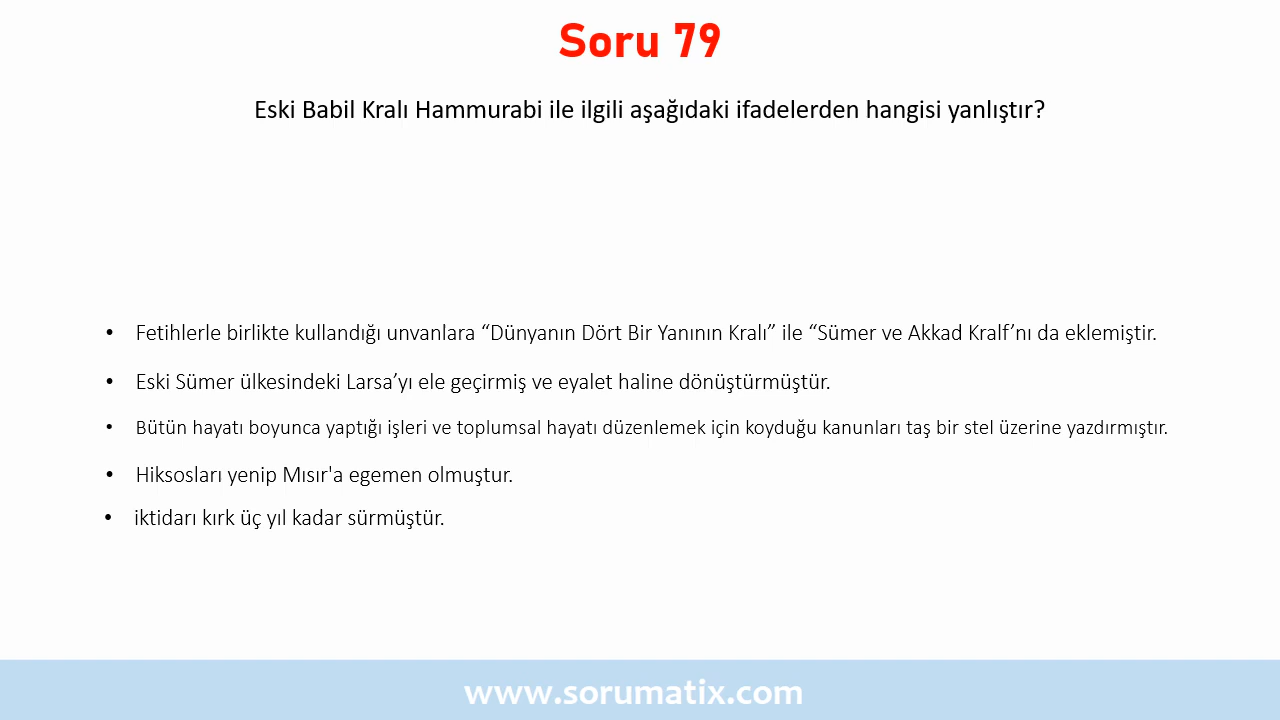 Soru 79
Eski Babil Kralı Hammurabi ile ilgili aşağıdaki ifadelerden hangisi yanlıştır?
• Fetihlerle birlikte kullandığı unvanlara “Dünyanın Dört Bir Yanının Kralı” ile “Sümer ve Akkad Kralf’nı da eklemiştir.
• Eski Sümer ülkesindeki Larsa’yı ele geçirmiş ve eyalet haline dönüştürmüştür.
• Bütün hayatı boyunca yaptığı işleri ve toplumsal hayatı düzenlemek için koyduğu kanunları taş bir stel üzerine yazdırmıştır.
• Hiksosları yenip Mısır'a egemen olmuştur.
• iktidarı kırk üç yıl kadar sürmüştür.
www.sorumatix.com